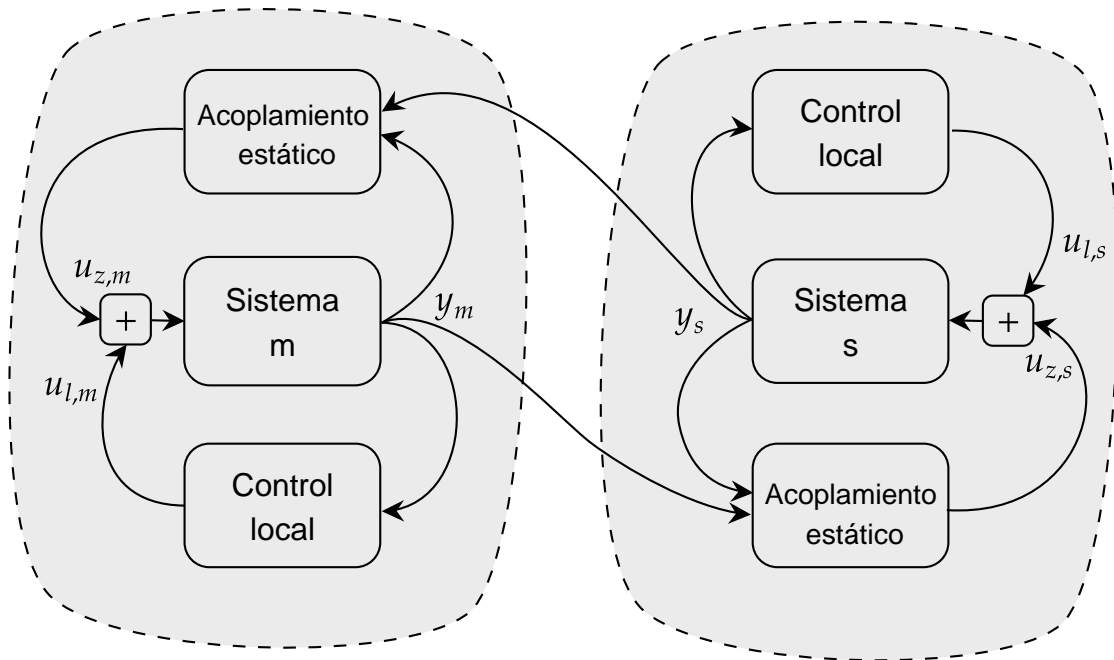 Acoplamiento
estático
u_{z,m}
+
Sistema
m
y_m
u_{l,m}
Control
local
Control
local
u_{l,s}
y_s
Sistema
s
+
u_{z,s}
Acoplamiento
estático